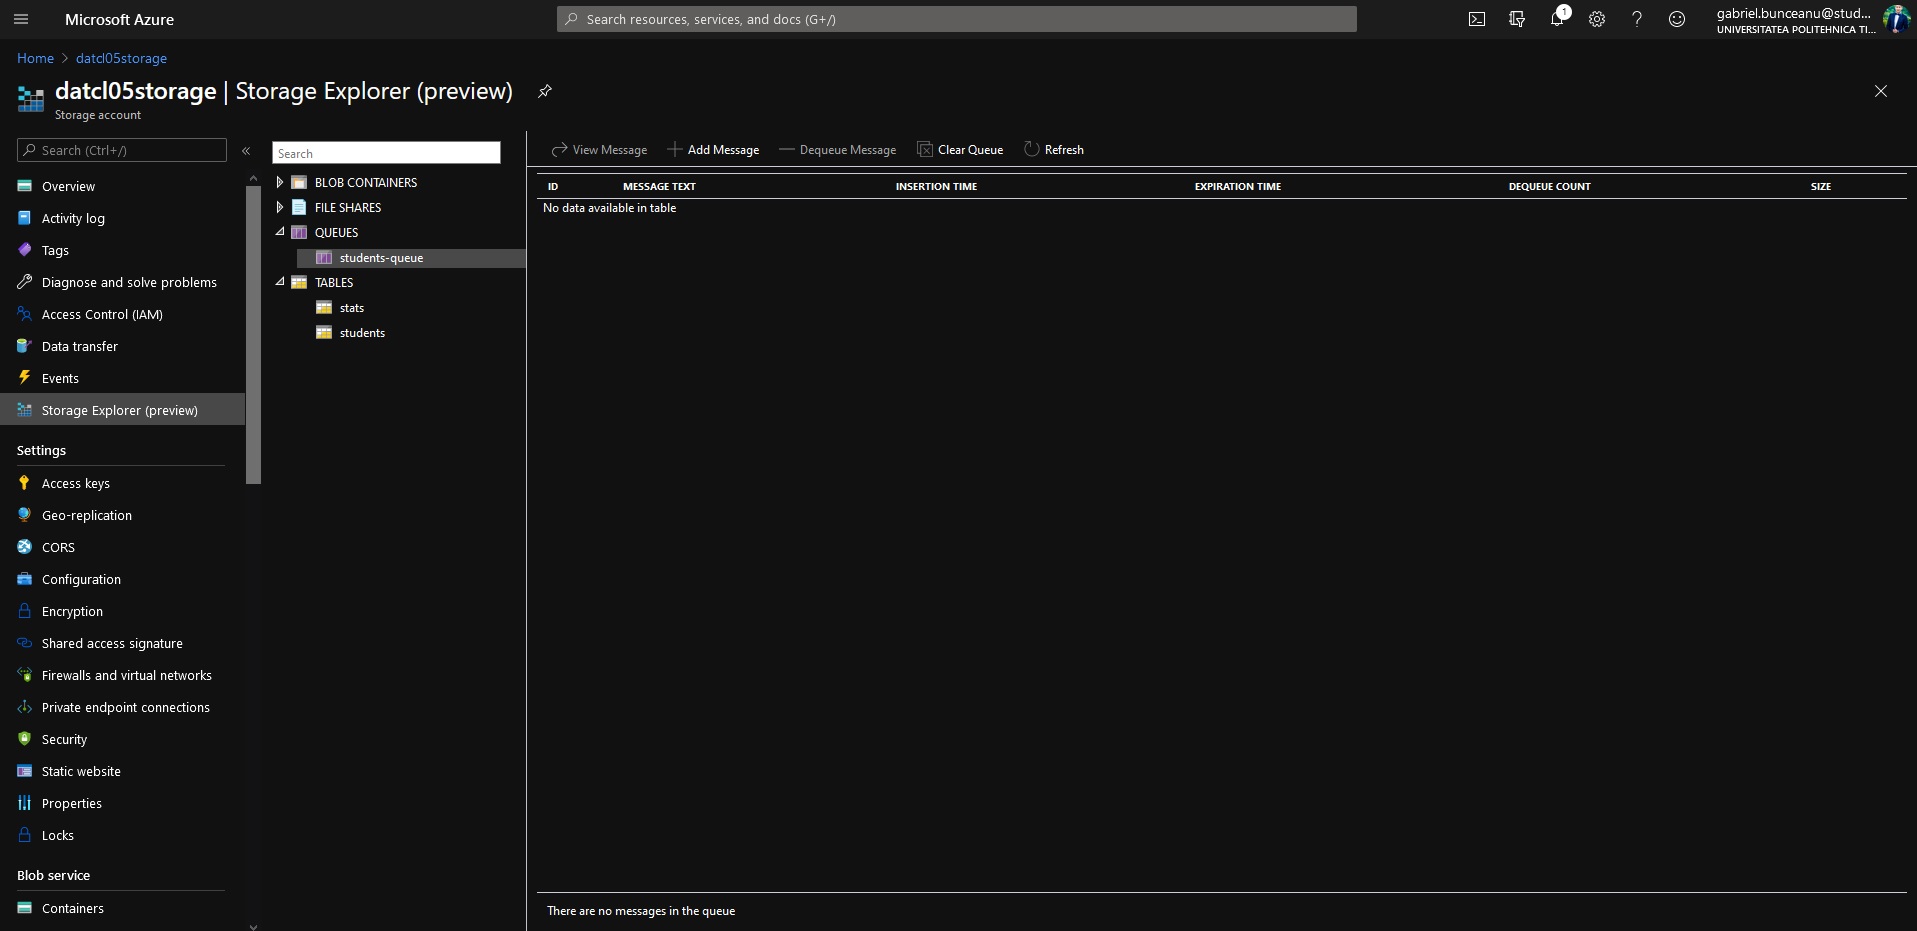 Microsoft Azure
Search resources, services, and docs (G+/)
1
gabriel.bunceanu@stud...
UNIVERSITATEA POLITEHNICA TI...
Home > datcl05storage
datcl05storage | Storage Explorer (preview)
Storage account
Search (Ctrl+/)
«
Overview
Activity log
Tags
Diagnose and solve problems
Access Control (IAM)
Data transfer
Events
Storage Explorer (preview)
Settings
Access keys
Geo-replication
CORS
Configuration
Encryption
Shared access signature
Firewalls and virtual networks
Private endpoint connections
Security
Static website
Properties
Locks
Blob service
Containers
Search
BLOB CONTAINERS
FILE SHARES
QUEUES
students-queue
TABLES
stats
students
View Message Add Message Dequeue Message Clear Queue Refresh
ID MESSAGE TEXT INSERTION TIME EXPIRATION TIME DEQUEUE COUNT SIZE
No data available in table
There are no messages in the queue